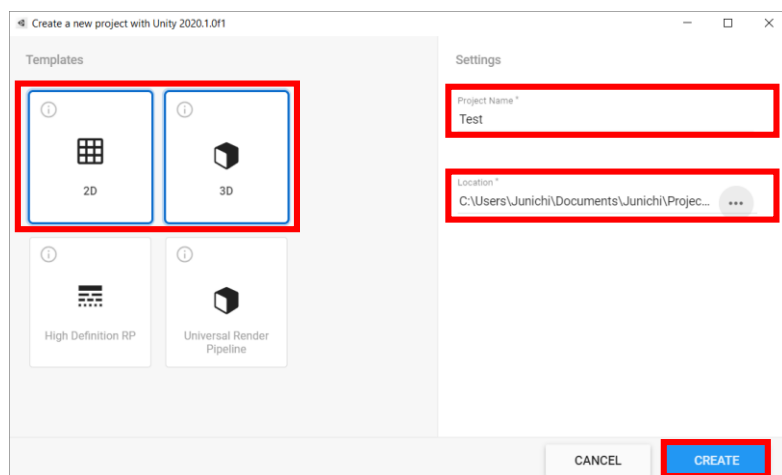 Create a new project with Unity 2020.1.0f1
Templates
2D
3D
High Definition RP
Universal Render
Pipeline
Settings
Project Name *
Test
Location *
C:\Users\Junichi\Documents\Junichi\Projec...
CANCEL
CREATE